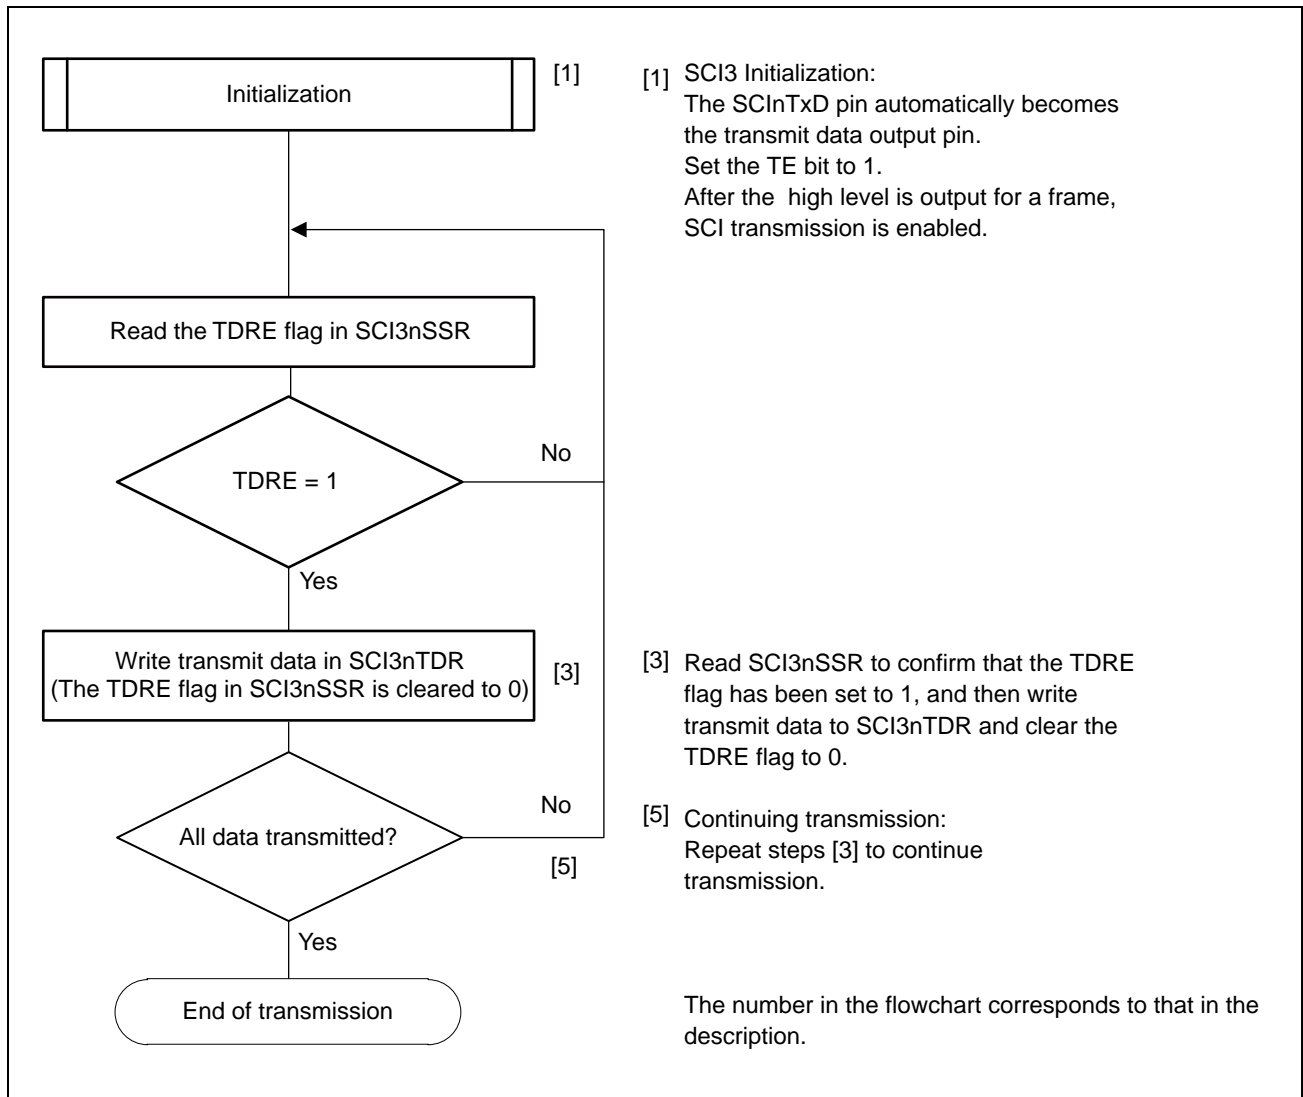 Initialization
[1]
[1] SCI3 Initialization:
The SCInTxD pin automatically becomes
the transmit data output pin.
Set the TE bit to 1.
After the  high level is output for a frame,
SCI transmission is enabled.
Read the TDRE flag in SCI3nSSR
TDRE = 1
No
Yes
Write transmit data in SCI3nTDR
(The TDRE flag in SCI3nSSR is cleared to 0)
[3]
[3] Read SCI3nSSR to confirm that the TDRE
flag has been set to 1, and then write
transmit data to SCI3nTDR and clear the
TDRE flag to 0.
All data transmitted?
No
[5]
[5] Continuing transmission:
Repeat steps [3] to continue
transmission.
Yes
End of transmission
The number in the flowchart corresponds to that in the
description.